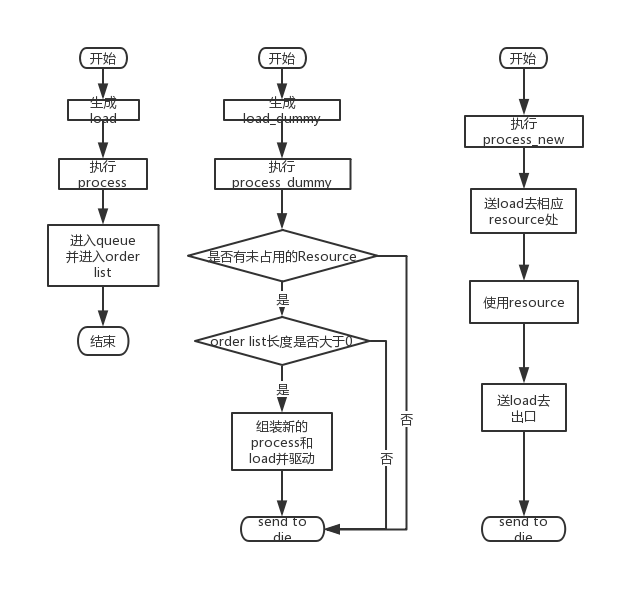 开始
生成
load
执行
process
进入queue
并进入order
list
结束
开始
生成
load_dummy
执行
process_dummy
是否有未占用的Resource
是
order list长度是否大于0
是
组装新的
process和
load并驱动
否
否
send to
die
开始
执行
process_new
送load去相应
resource处
使用resource
送load去
出口
send to
die